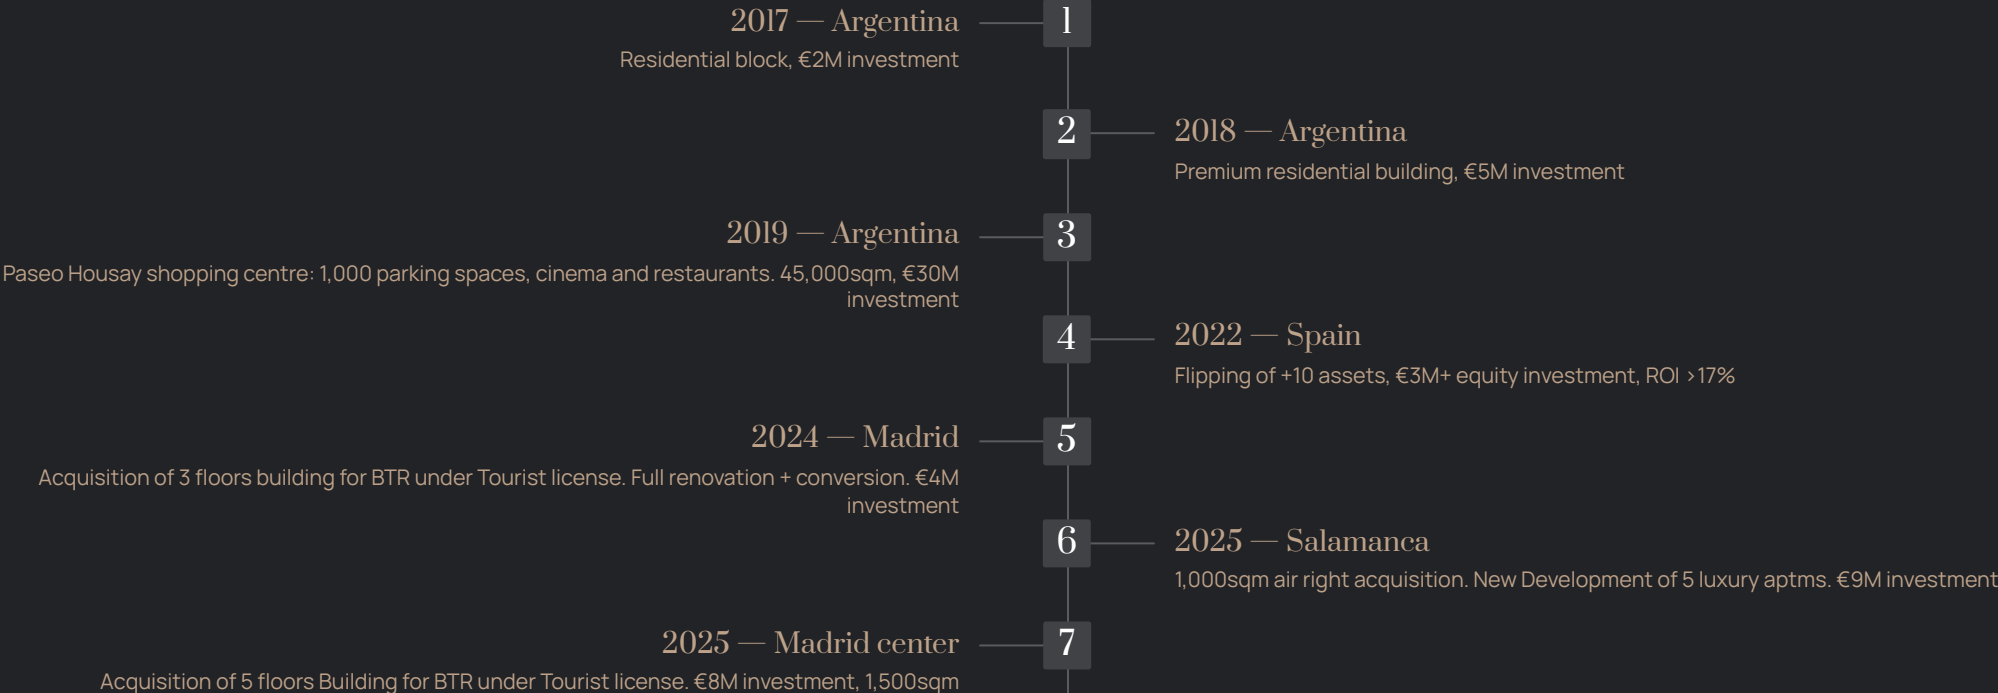 2017 — Argentina
1
Residential block, €2M investment
2
2018 — Argentina
Premium residential building, €5M investment
2019 — Argentina
3
Paseo Housay shopping centre: 1,000 parking spaces, cinema and restaurants. 45,000sqm, €30M
investment
4
2022 — Spain
Flipping of +10 assets, €3M+ equity investment, ROI >17%
2024 — Madrid
5
Acquisition of 3 floors building for BTR under Tourist license. Full renovation + conversion. €4M
investment
6
2025 — Salamanca
1,000sqm air right acquisition. New Development of 5 luxury aptms. €9M investment
2025 — Madrid center
7
Acquisition of 5 floors Building for BTR under Tourist license. €8M investment, 1,500sqm